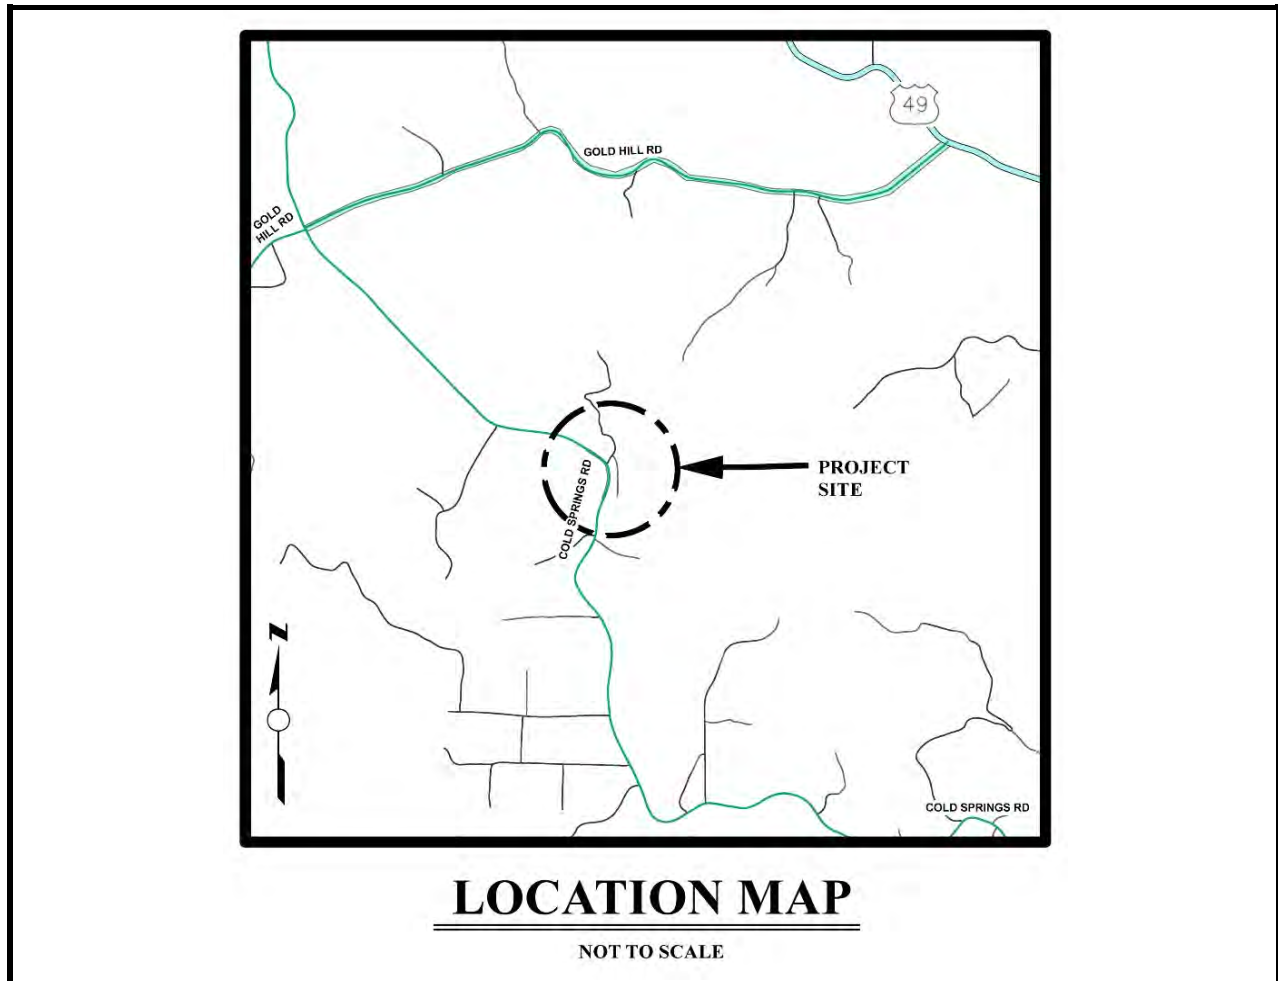 49
GOLD HILL RD
GOLD
HILL RD
PROJECT
SITE
COLD SPRINGS RD
N
COLD SPRINGS RD
LOCATION MAP
NOT TO SCALE